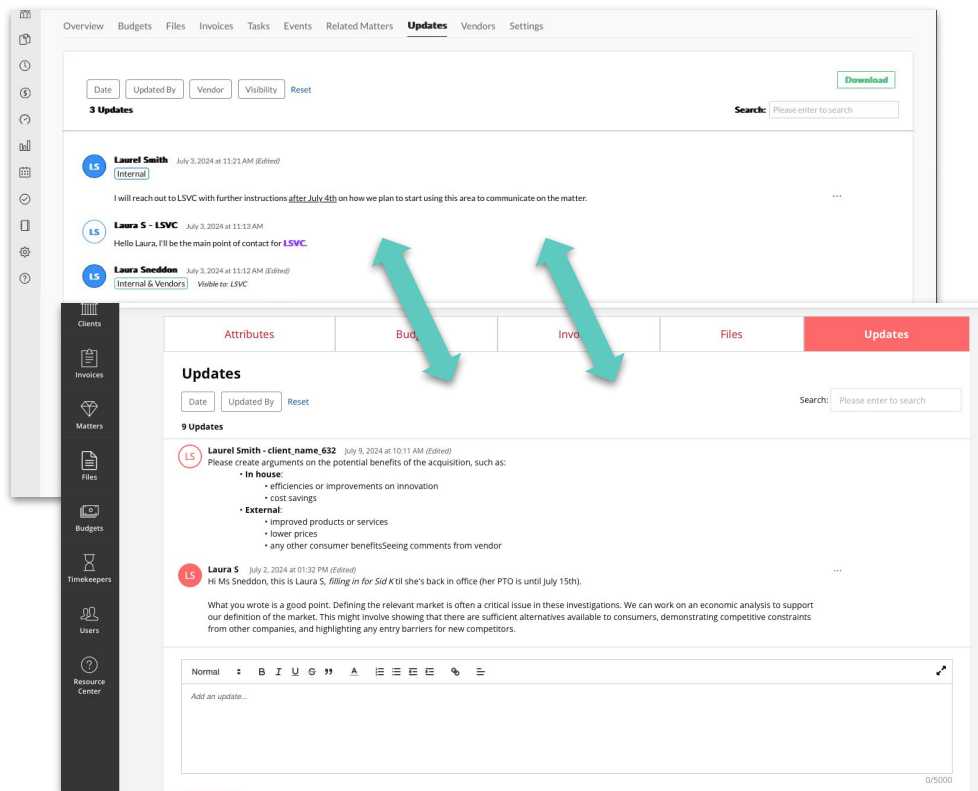 Overview Budgets Files Invoices Tasks Events Related Matters Updates Vendors Settings
Date Updated By Vendor Visibility Reset
Download
3 Updates
Search: Please enter to search
LS Laurel Smith July 3, 2024 at 11:21 AM (Edited)
Internal
I will reach out to LSVC with further instructions after July 4th on how we plan to start using this area to communicate on the matter.
...
LS Laura S - LSVC July 3, 2024 at 11:13 AM
Hello Laura, I'll be the main point of contact for LSVC.
LS Laura Sneddon July 3, 2024 at 11:12 AM (Edited)
Internal & Vendors Visible to: LSVC
Clients
Invoices
Matters
Files
Budgets
Timekeepers
Users
Resource
Center
Attributes Files Updates
Updates
Date Updated By Reset
Search: Please enter to search
9 Updates
LS Laurel Smith - client_name_632 July 9, 2024 at 10:11 AM (Edited)
Please create arguments on the potential benefits of the acquisition, such as:
• In house:
• efficiencies or improvements on innovation
• cost savings
• External:
• improved products or services
• lower prices
• any other consumer benefitsSeeing comments from vendor
LS Laura S July 2, 2024 at 01:32 PM (Edited)
...
Hi Ms Sneddon, this is Laura S, filling in for Sid K til she's back in office (her PTO is until July 15th).
What you wrote is a good point. Defining the relevant market is often a critical issue in these investigations. We can work on an economic analysis to support
our definition of the market. This might involve showing that there are sufficient alternatives available to consumers, demonstrating competitive constraints
from other companies, and highlighting any entry barriers for new competitors.
Normal B I U S " A
Add an update...
0/5000